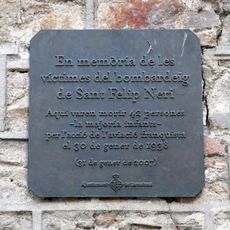 En memòria de les
víctimes del bombardeig
de Sant Felip Neri
Aquí varen morir 42 persones
-la majoria infants-
per l'acció de l'aviació franquista
el 30 de gener de 1938
(31 de gener de 2007)
Ajuntament de Barcelona